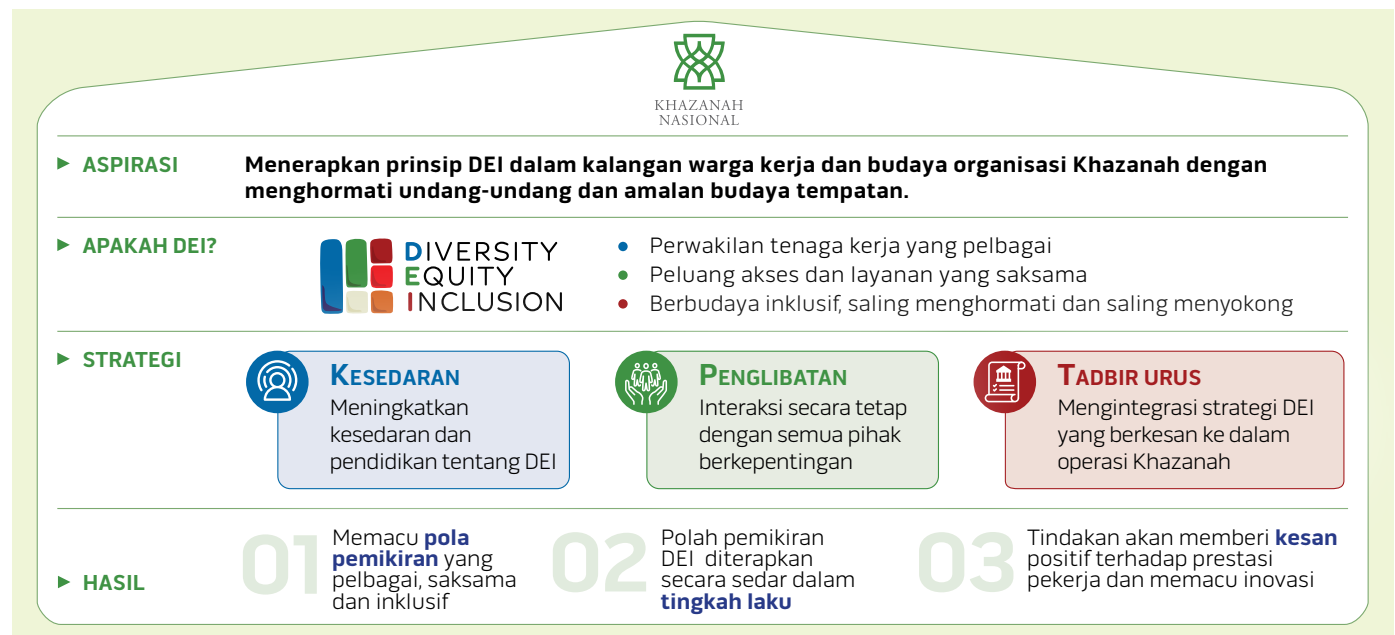 KHAZANAH
NASIONAL
ASPIRASI
Menerapkan prinsip DEI dalam kalangan warga kerja dan budaya organisasi Khazanah dengan
menghormati undang-undang dan amalan budaya tempatan.
APAKAH DEI?
DIVERSITY
EQUITY
INCLUSION
Perwakilan tenaga kerja yang pelbagai
Peluang akses dan layanan yang saksama
Berbudaya inklusif, saling menghormati dan saling menyokong
STRATEGI
KESEDARAN
Meningkatkan
kesedaran dan
pendidikan tentang DEI
PENGLIBATAN
Interaksi secara tetap
dengan semua pihak
berkepentingan
TADBIR URUS
Mengintegrasi strategi DEI
yang berkesan ke dalam
operasi Khazanah
HASIL
01
Memacu pola
pemikiran yang
pelbagai, saksama
dan inklusif
02
Polah pemikiran
DEI diterapkan
secara sedar dalam
tingkah laku
03
Tindakan akan memberi kesan
positif terhadap prestasi
pekerja dan memacu inovasi